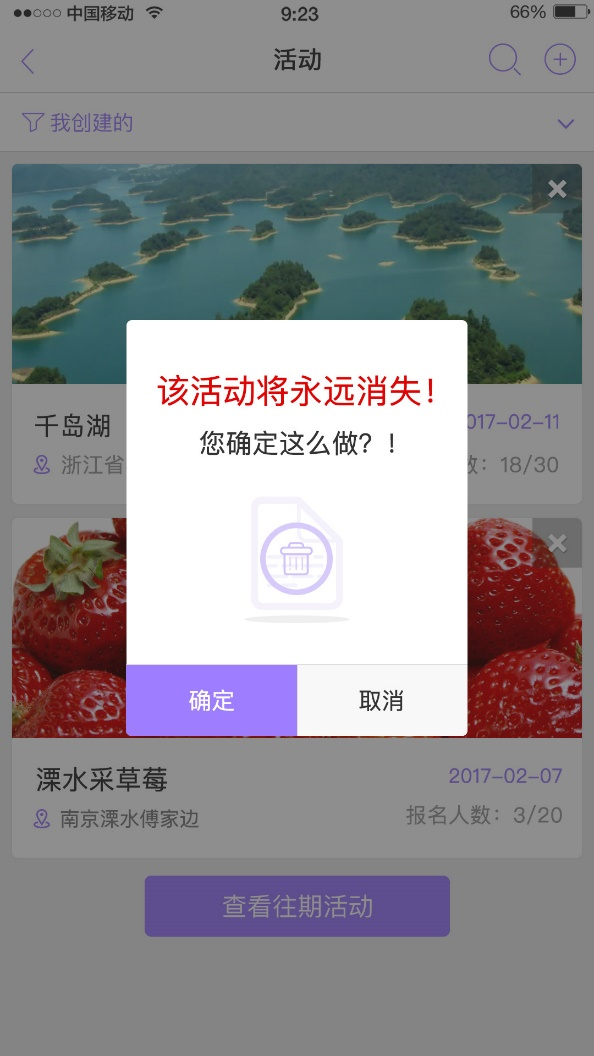 中国移动 9:23 66%
活动
我创建的
该活动将永远消失！
您确定这么做？！
千岛湖 017-02-11
浙江省 18/30
确定 取消
溧水采草莓 2017-02-07
南京溧水傅家边 报名人数：3/20
查看往期活动